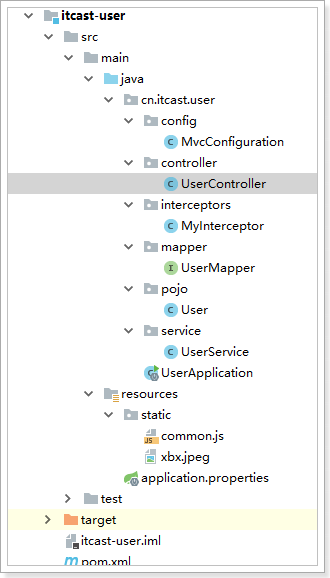 itcast-user
src
main
java
cn.itcast.user
config
MvcConfiguration
controller
UserController
interceptors
MyInterceptor
mapper
UserMapper
pojo
User
service
UserService
UserApplication
resources
static
common.js
xbx.jpeg
application.properties
test
target
itcast-user.iml
pom.xml